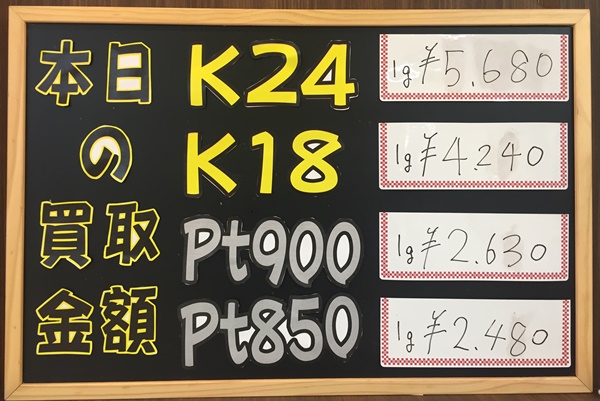 本日 K24 1g ¥5.680
の K18 1g ¥4.240
買取 Pt900 1g ¥2.630
金額 Pt850 1g ¥2.480